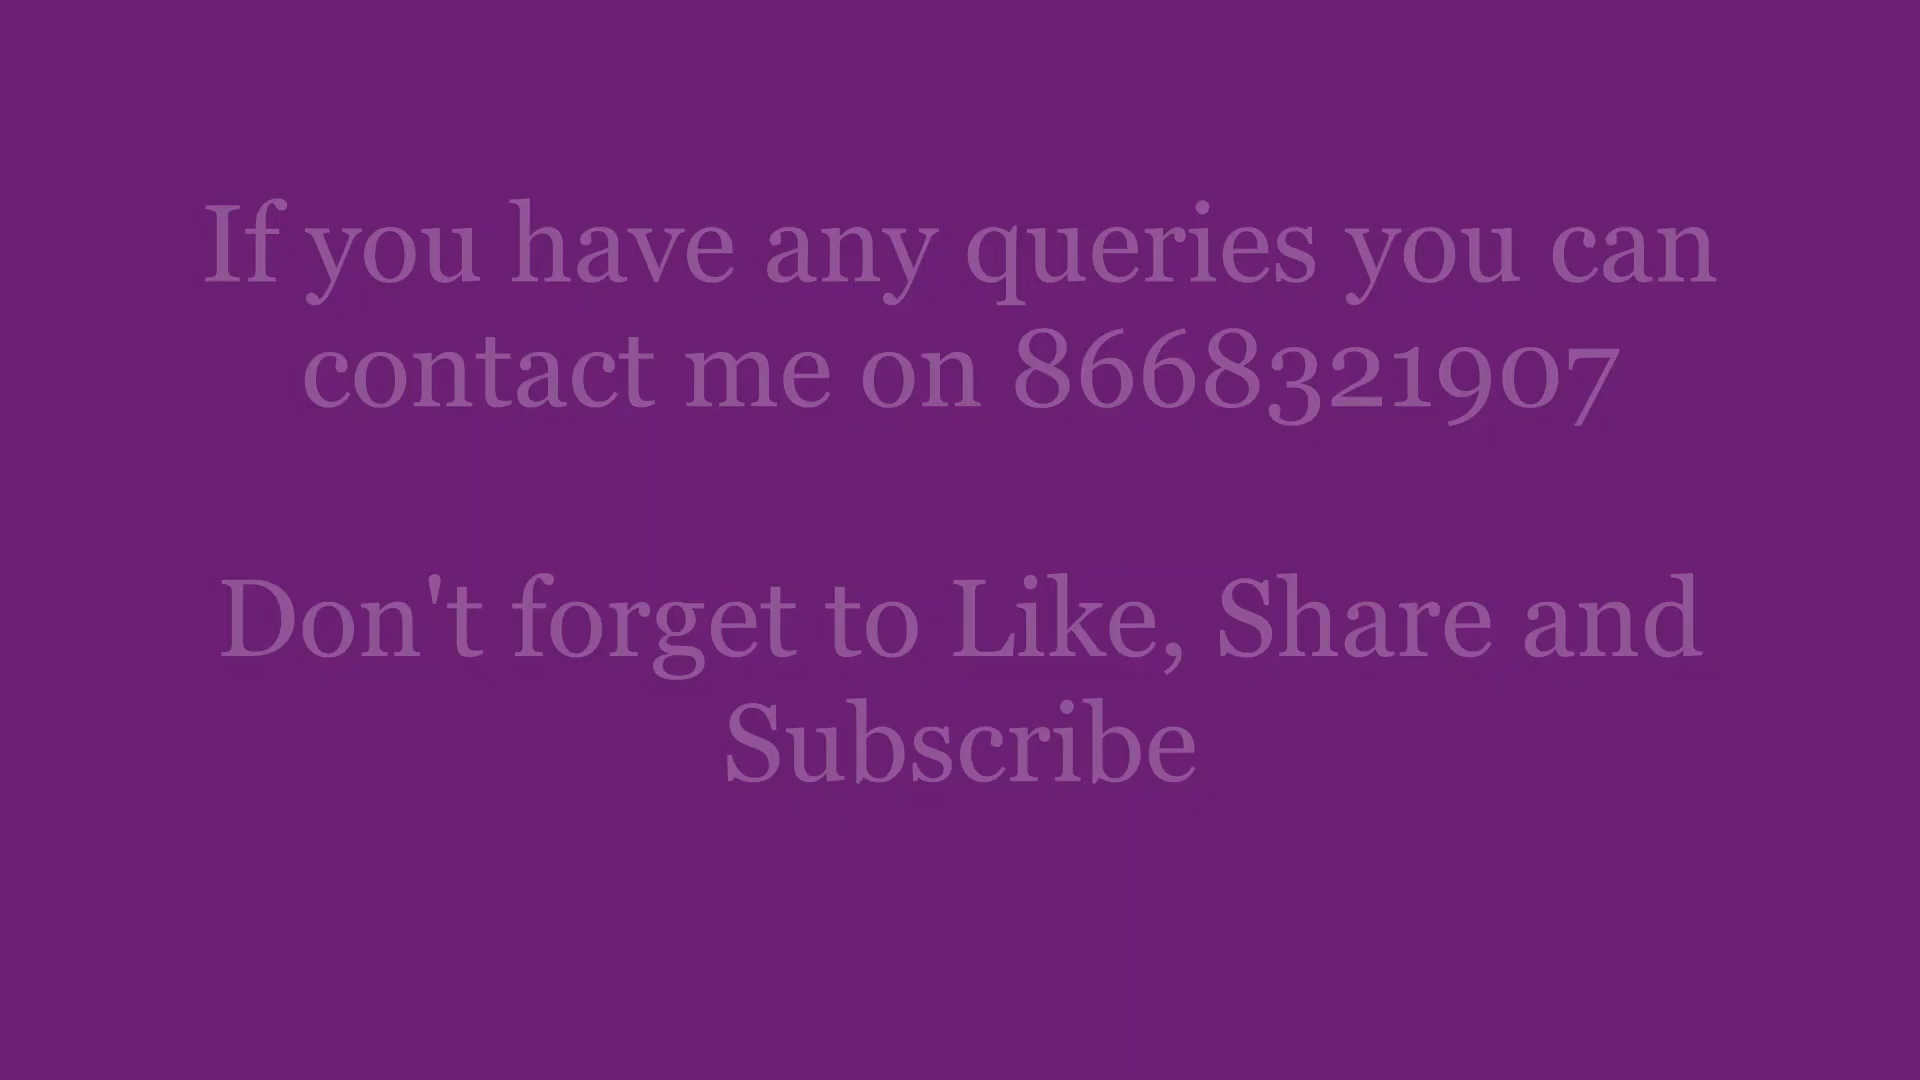 If you have any queries you can
contact me on 8668321907
Don't forget to Like, Share and
Subscribe